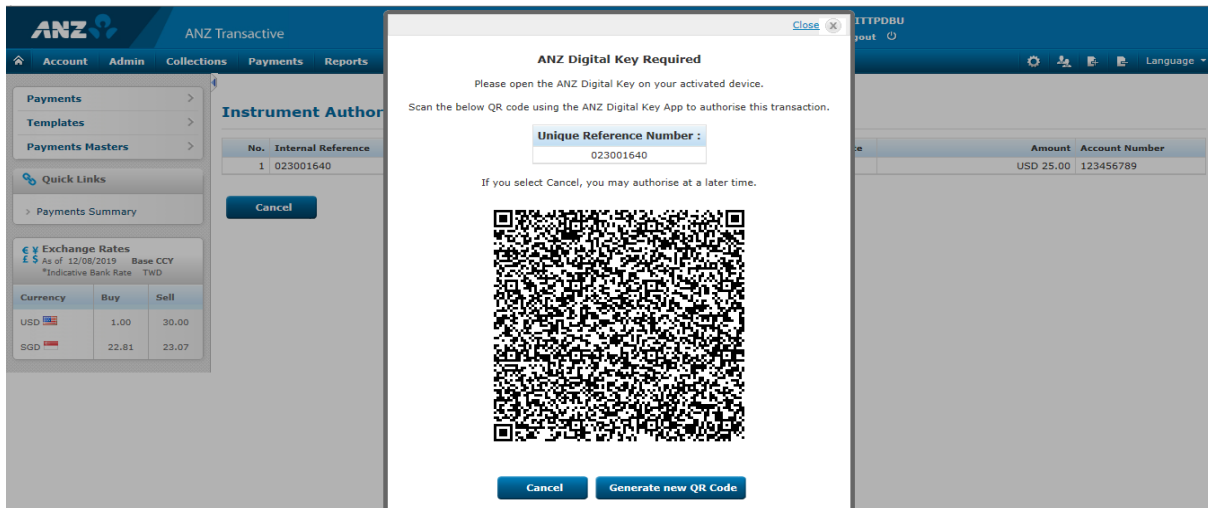 ANZ
ANZ Transactive
ITTPDBU
Account Admin Collections Payments Reports
Language
Payments
Templates
Payments Masters
Quick Links
Payments Summary
Exchange Rates
As of 12/08/2019 Base CCY
*Indicative Bank Rate TWD
Currency Buy Sell
USD 1.00 30.00
SGD 22.81 23.07
No. Internal Reference
1 023001640
Cancel
Amount Account Number
USD 25.00 123456789
Close
ANZ Digital Key Required
Please open the ANZ Digital Key on your activated device.
Scan the below QR code using the ANZ Digital Key App to authorise this transaction.
Unique Reference Number :
023001640
If you select Cancel, you may authorise at a later time.
Cancel Generate new QR Code